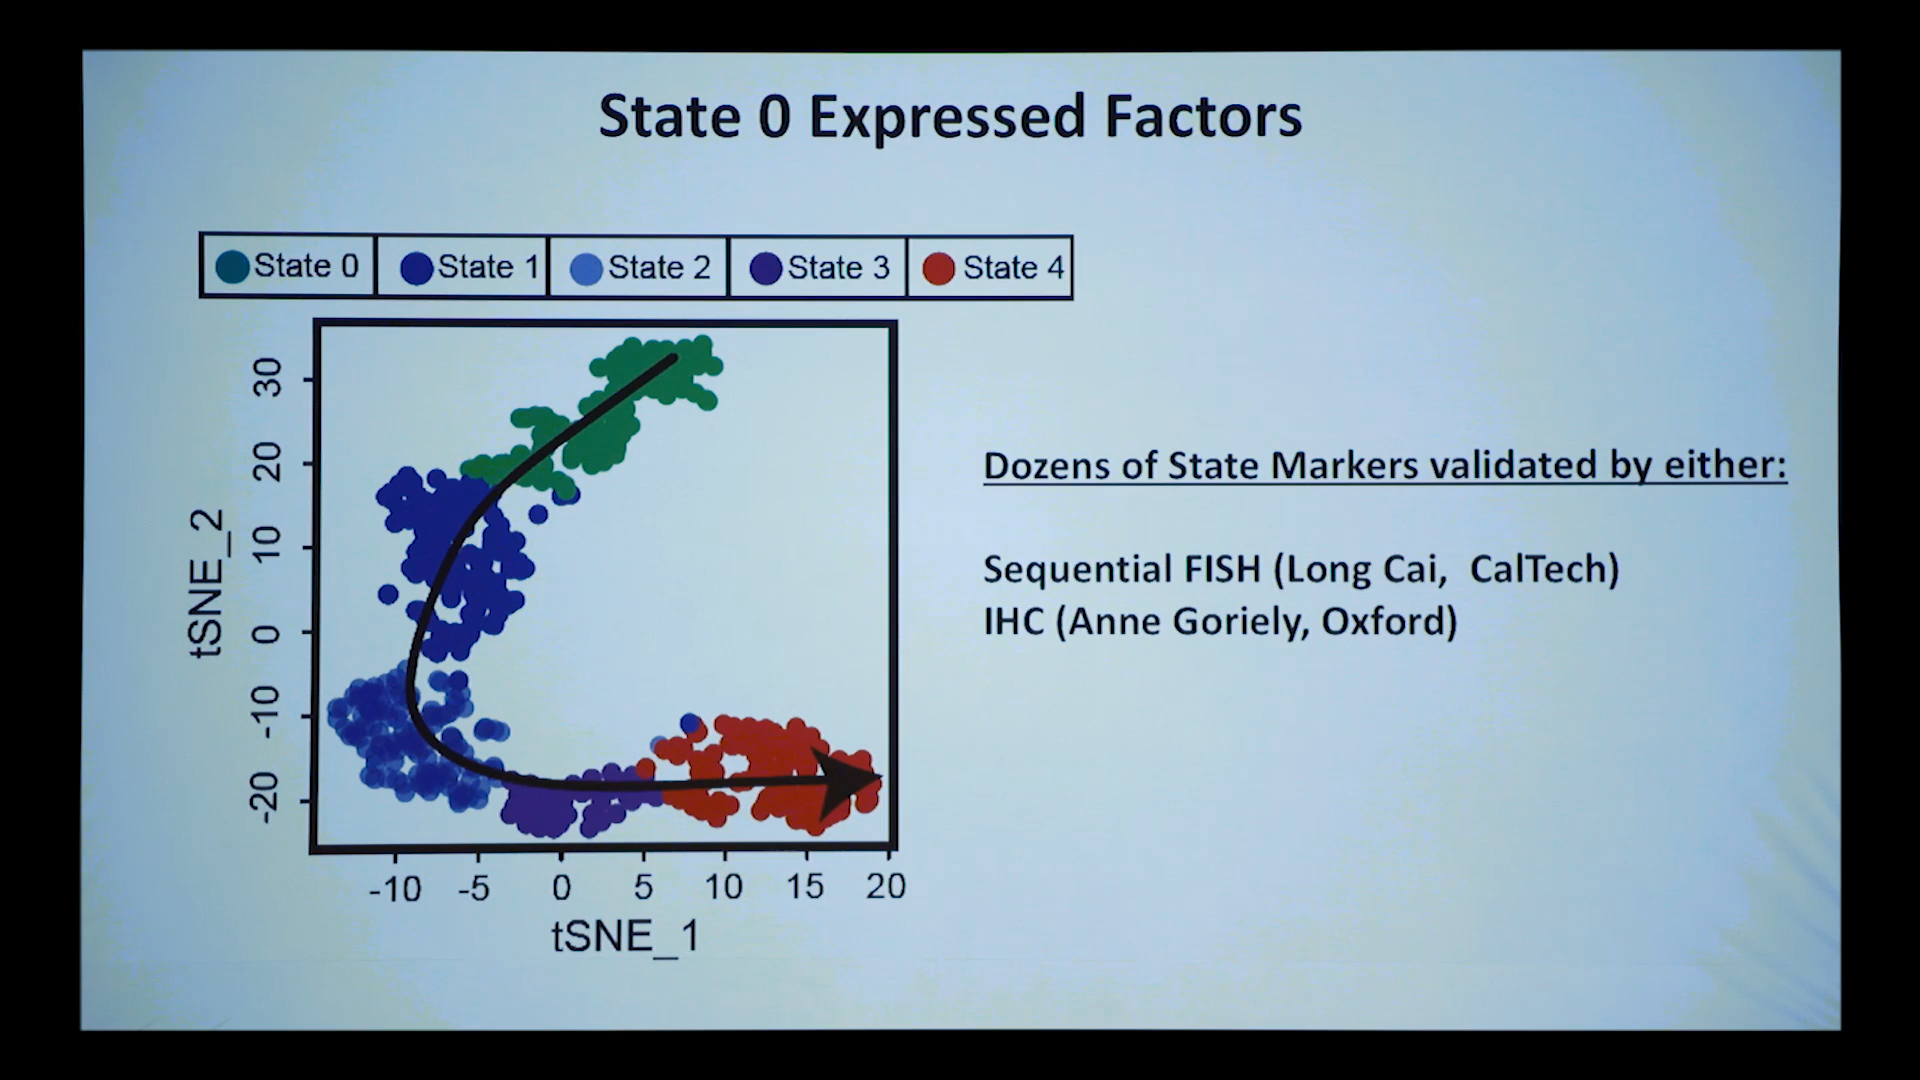 State 0 Expressed Factors
State 0 State 1 State 2 State 3 State 4
30
20
10
0
-10
-20
tSNE_2
-10 -5 0 5 10 15 20
tSNE_1
Dozens of State Markers validated by either:
Sequential FISH (Long Cai, CalTech)
IHC (Anne Goriely, Oxford)